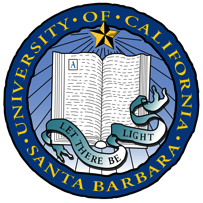 UNIVERSITY · OF · CALIFORNIA
A
LET THERE BE LIGHT
· SANTA BARBARA ·